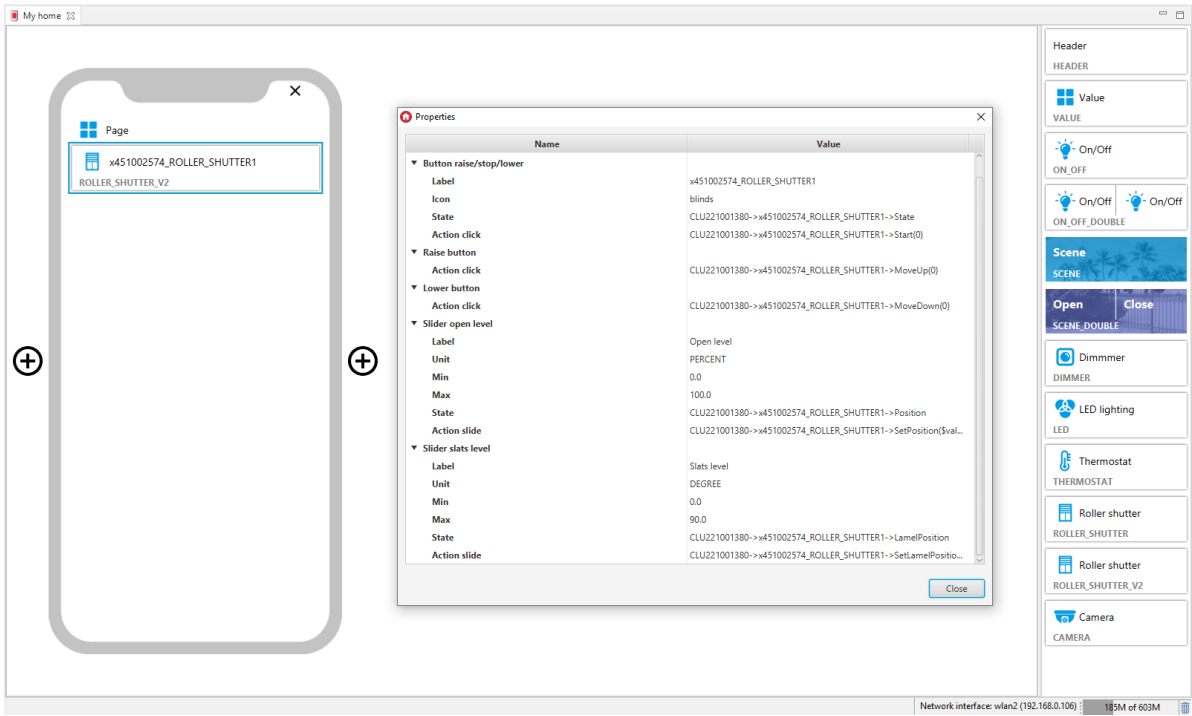 My home
Page
x451002574_ROLLER_SHUTTER1
ROLLER_SHUTTER_V2
Properties
Name Value
Button raise/stop/lower
Label x451002574_ROLLER_SHUTTER1
Icon blinds
State CLU221001380->x451002574_ROLLER_SHUTTER1->State
Action click CLU221001380->x451002574_ROLLER_SHUTTER1->Start(0)
Raise button
Action click CLU221001380->x451002574_ROLLER_SHUTTER1->MoveUp(0)
Lower button
Action click CLU221001380->x451002574_ROLLER_SHUTTER1->MoveDown(0)
Slider open level
Label Open level
Unit PERCENT
Min 0.0
Max 100.0
State CLU221001380->x451002574_ROLLER_SHUTTER1->Position
Action slide CLU221001380->x451002574_ROLLER_SHUTTER1->SetPosition($val...
Slider slats level
Label Slats level
Unit DEGREE
Min 0.0
Max 90.0
State CLU221001380->x451002574_ROLLER_SHUTTER1->LamelPosition
Action slide CLU221001380->x451002574_ROLLER_SHUTTER1->SetLamelPositio...
Close
Header
HEADER
Value
VALUE
On/Off
ON_OFF
On/Off On/Off
ON_OFF_DOUBLE
Scene
SCENE
Open Close
SCENE_DOUBLE
Dimmmer
DIMMER
LED lighting
LED
Thermostat
THERMOSTAT
Roller shutter
ROLLER_SHUTTER
Roller shutter
ROLLER_SHUTTER_V2
Camera
CAMERA
Network interface: wlan2 (192.168.0.106) 185M of 603M